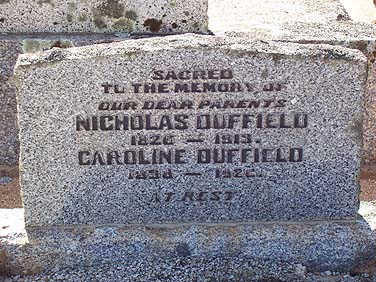 SACRED
TO THE MEMORY OF
OUR DEAR PARENTS
NICHOLAS DUFFIELD
1826 — 1913.
CAROLINE DUFFIELD
1838 — 1926.
AT REST